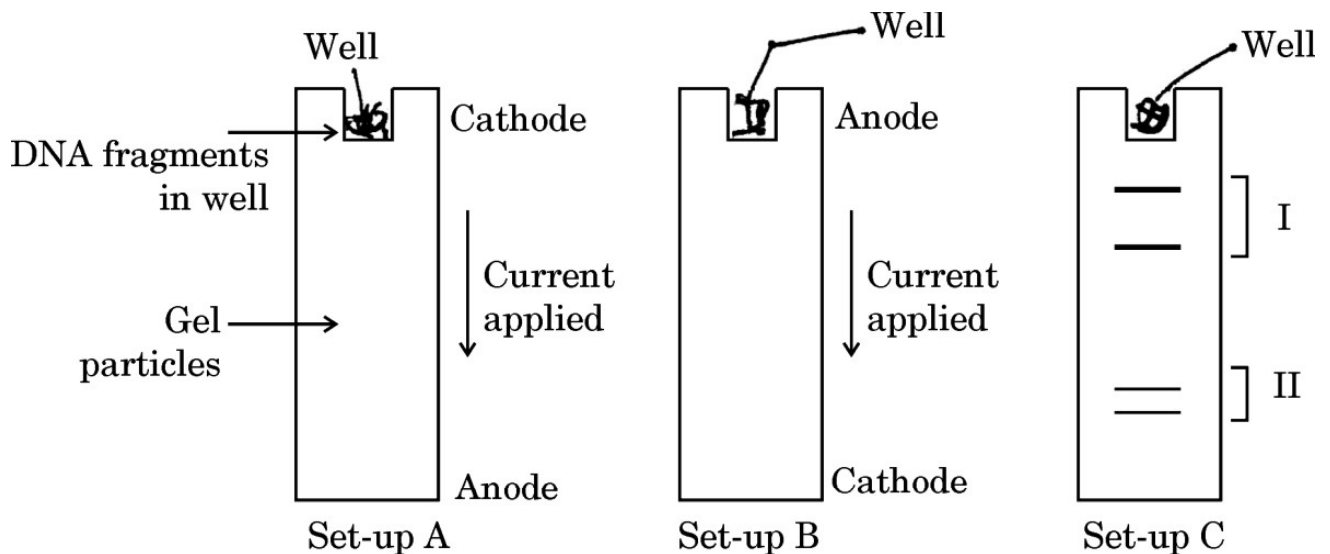 Well
Cathode
DNA fragments
in well
Current
applied
Gel
particles
Anode
Set-up A
Well
Anode
Current
applied
Cathode
Set-up B
Well
I
II
Set-up C